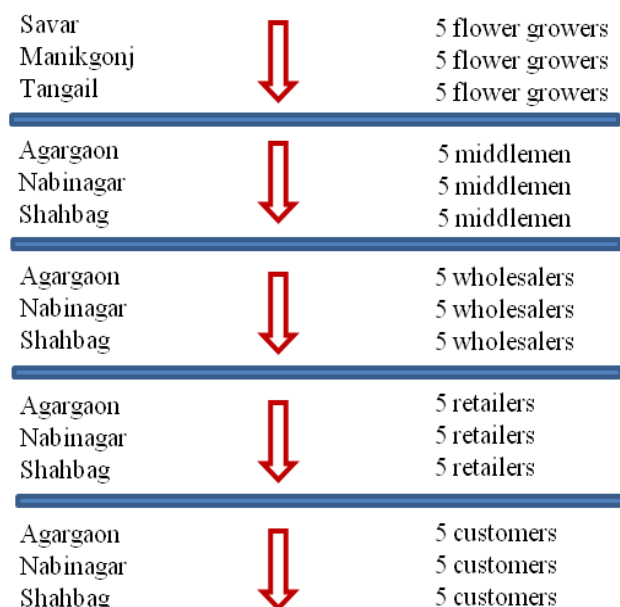 Savar 5 flower growers
Manikgonj 5 flower growers
Tangail 5 flower growers
Agargaon 5 middlemen
Nabinagar 5 middlemen
Shahbag 5 middlemen
Agargaon 5 wholesalers
Nabinagar 5 wholesalers
Shahbag 5 wholesalers
Agargaon 5 retailers
Nabinagar 5 retailers
Shahbag 5 retailers
Agargaon 5 customers
Nabinagar 5 customers
Shahbag 5 customers